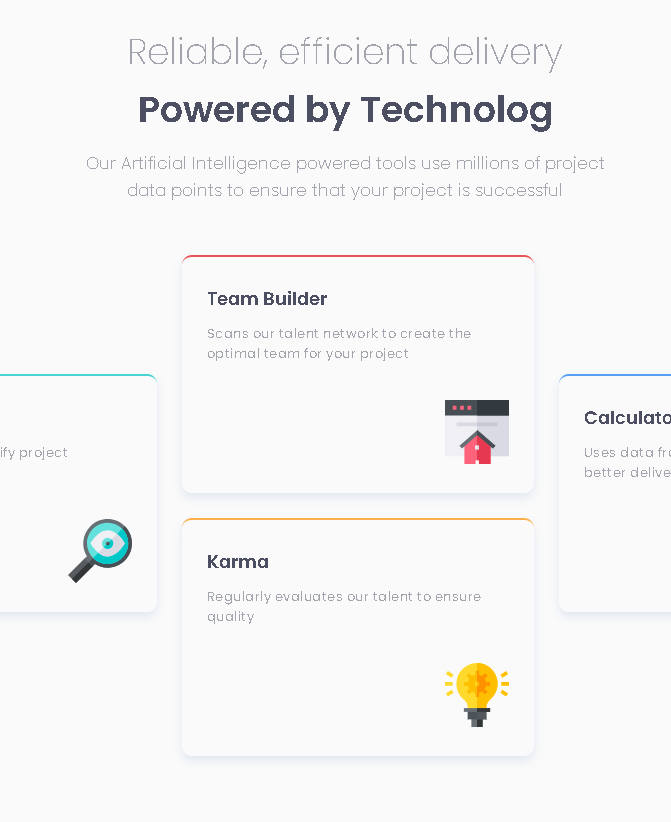 Reliable, efficient delivery
Powered by Technolog
Our Artificial Intelligence powered tools use millions of project
data points to ensure that your project is successful
Team Builder
Scans our talent network to create the
optimal team for your project
ify project
Calculato
Uses data fro
better delive
Karma
Regularly evaluates our talent to ensure
quality